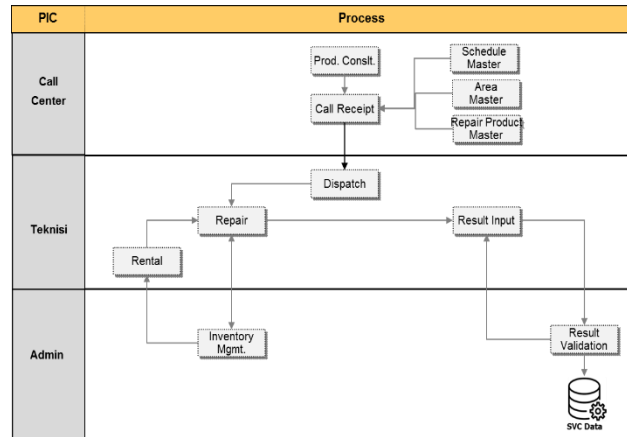 PIC
Process
Call
Center
Prod. Conslt.
Schedule
Master
Area
Master
Call Receipt
Repair Product
Master
Teknisi
Dispatch
Repair
Result Input
Rental
Admin
Inventory
Mgmt.
Result
Validation
SVC Data